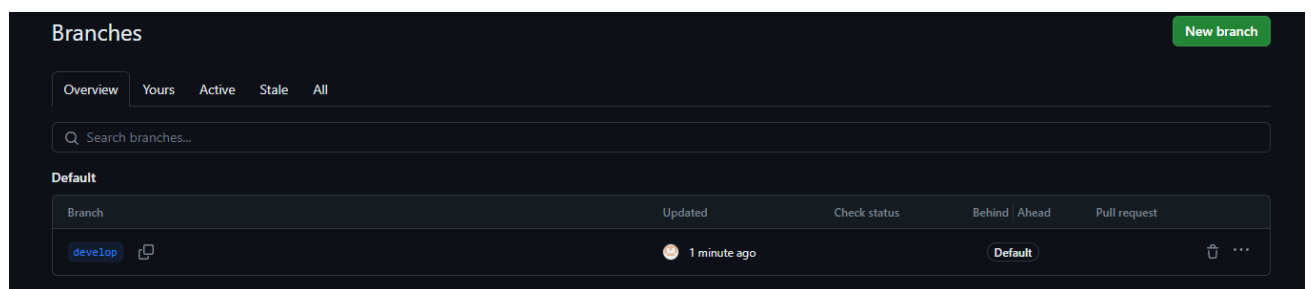 Branches
New branch
Overview Yours Active Stale All
Search branches...
Default
Branch Updated Check status Behind Ahead Pull request
develop 1 minute ago Default